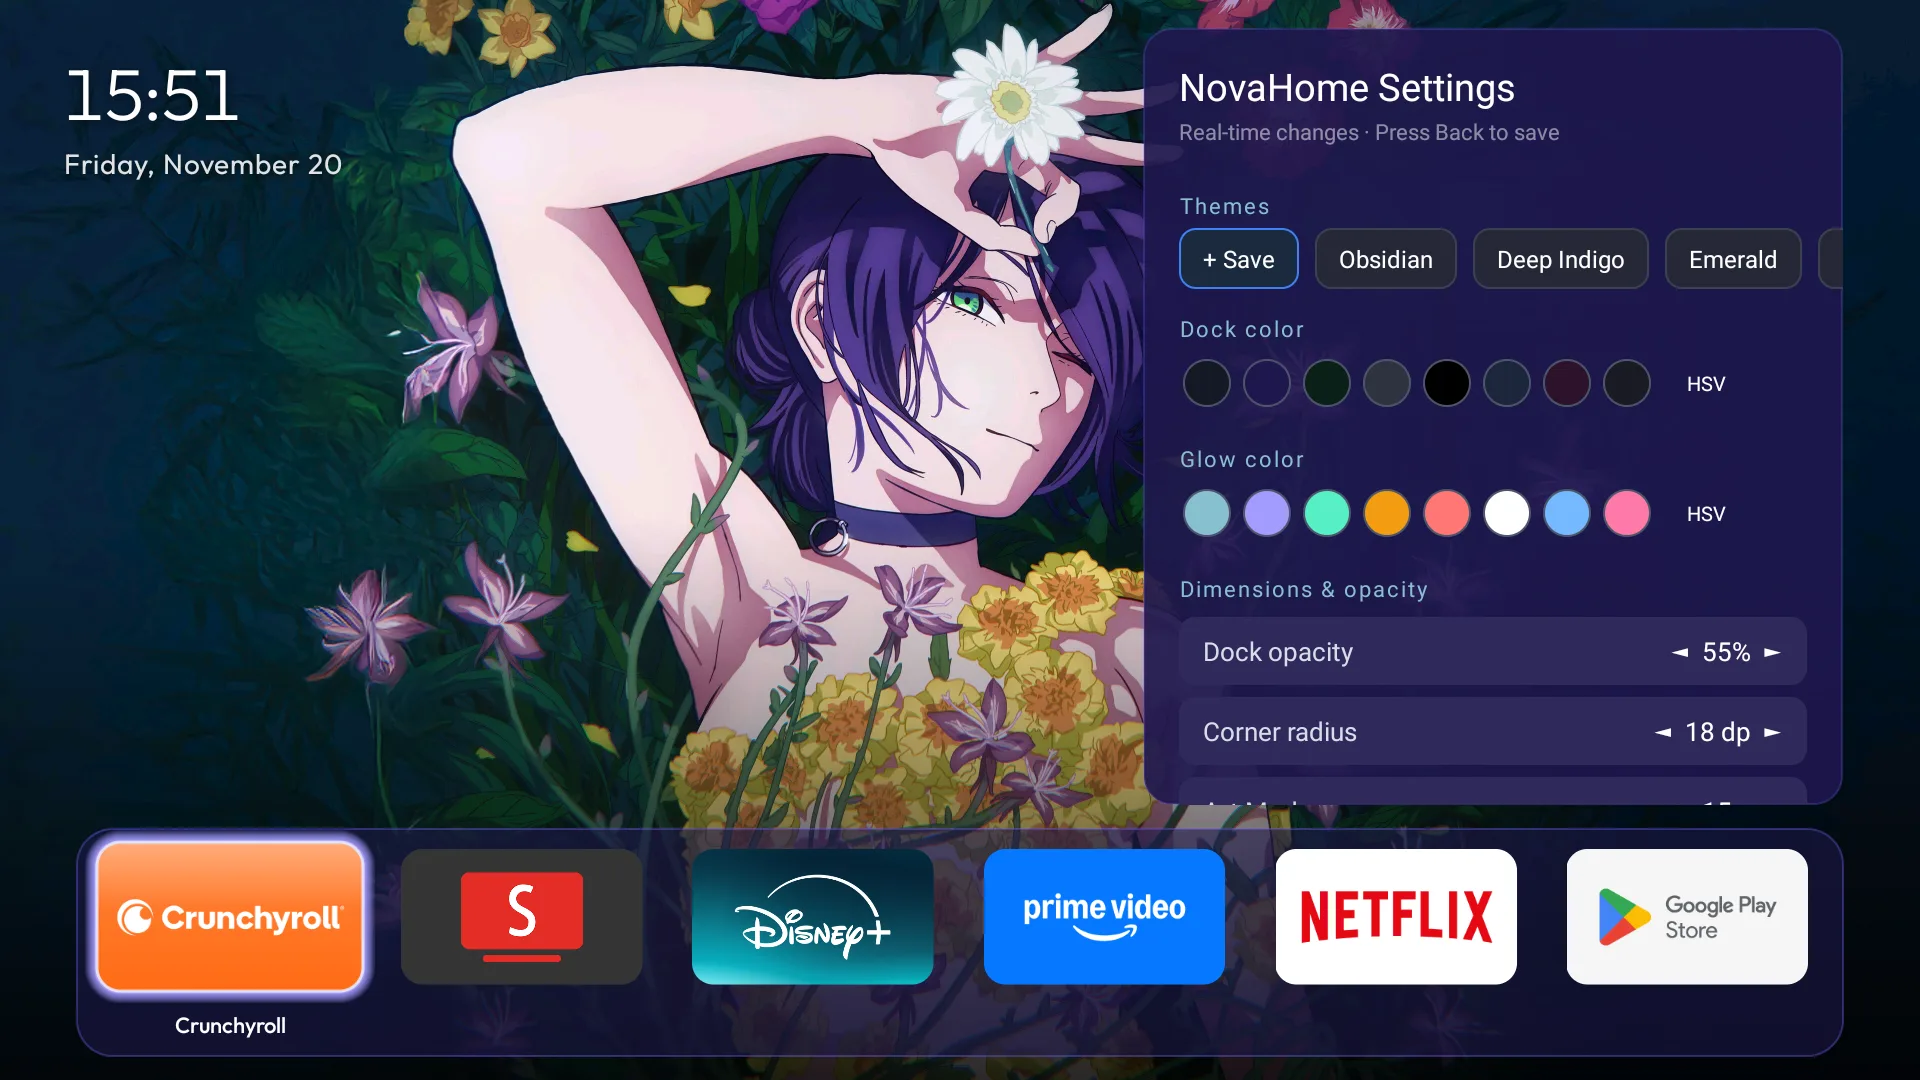 15:51
Friday, November 20
NovaHome Settings
Real-time changes · Press Back to save
Themes
+ Save
Obsidian
Deep Indigo
Emerald
Dock color
HSV
Glow color
HSV
Dimensions & opacity
Dock opacity
◄ 55% ►
Corner radius
◄ 18 dp ►
Crunchyroll
S
Disney+
prime video
NETFLIX
Google Play
Store
Crunchyroll